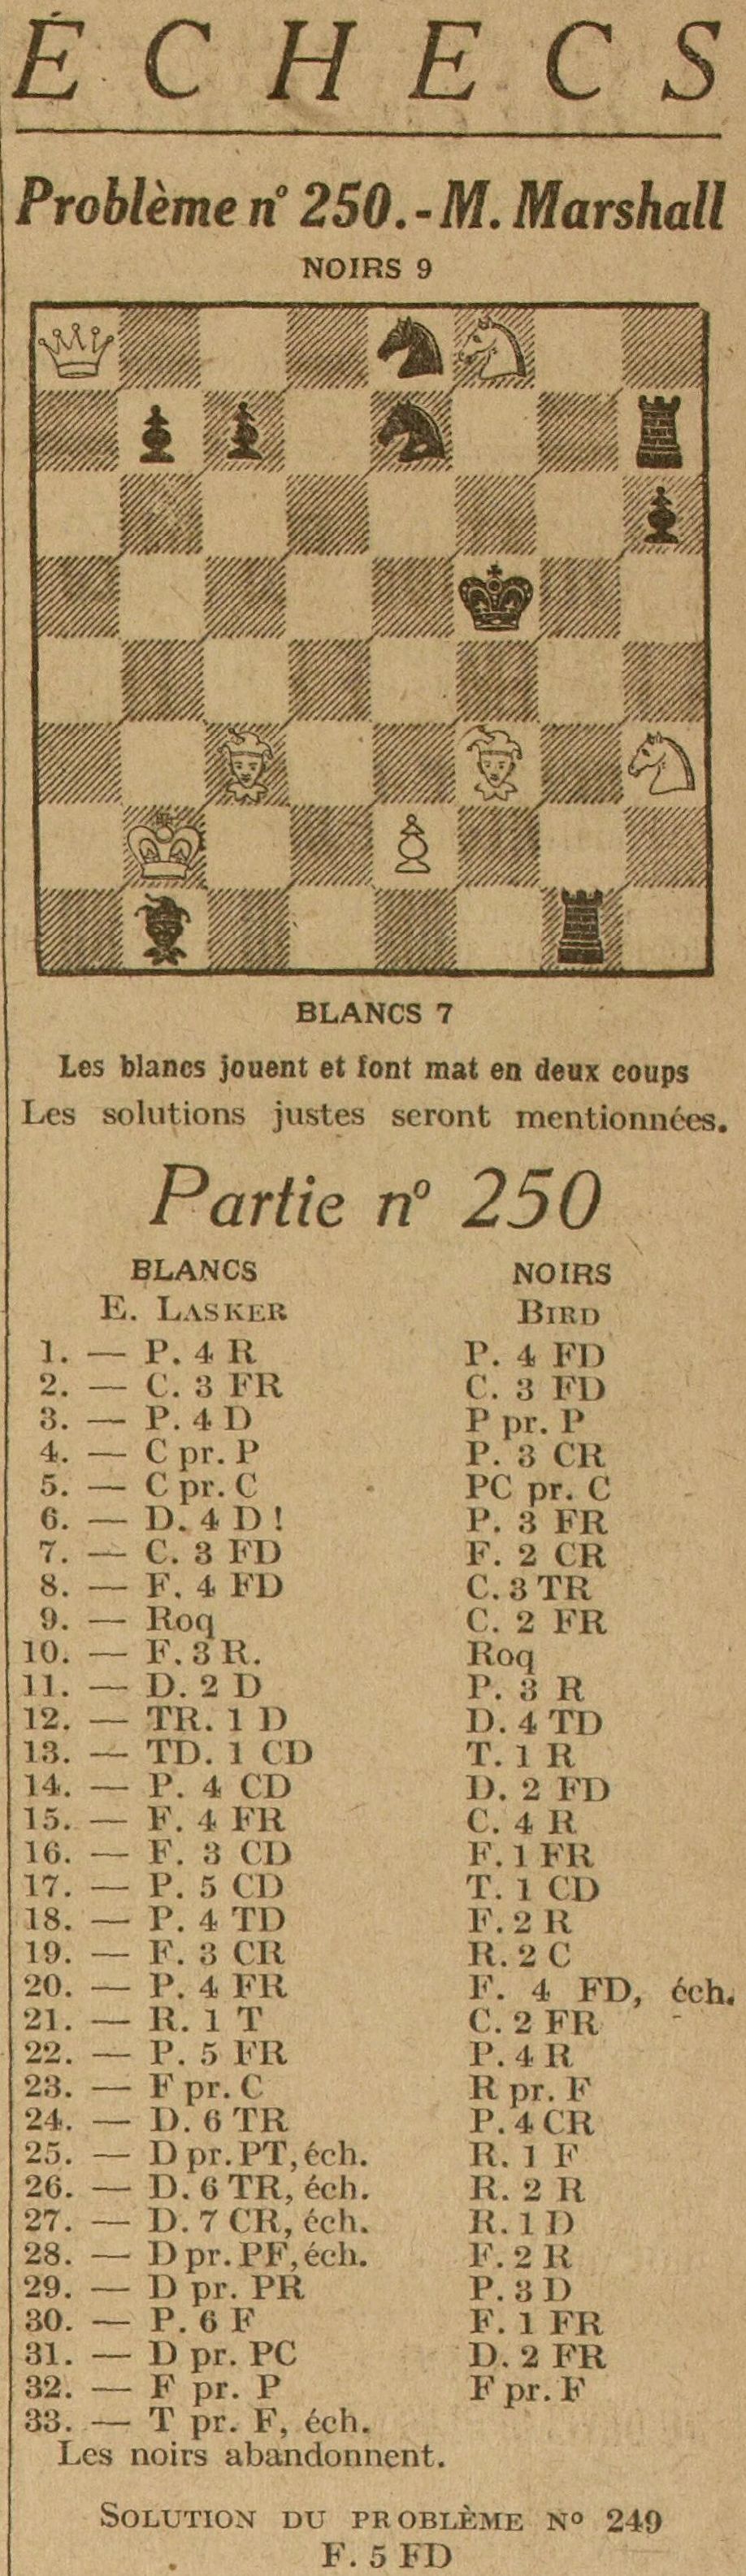 ÉCHECS
Problème n° 250.-M. Marshall
NOIRS 9
BLANCS 7
Les blancs jouent et font mat en deux coups
Les solutions justes seront mentionnées.
Partie n° 250
BLANCS NOIRS
E. LASKER BIRD
1. — P. 4 R P. 4 FD
2. — C. 3 FR C. 3 FD
3. — P. 4 D P pr. P
4. — C pr. P P. 3 CR
5. — C pr. C PC pr. C
6. — D. 4 D ! P. 3 FR
7. — C. 3 FD F. 2 CR
8. — F. 4 FD C. 3 TR
9. — Roq C. 2 FR
10. — F. 3 R. Roq
11. — D. 2 D P. 3 R
12. — TR. 1 D D. 4 TD
13. — TD. 1 CD T. 1 R
14. — P. 4 CD D. 2 FD
15. — F. 4 FR C. 4 R
16. — F. 3 CD F. 1 FR
17. — P. 5 CD T. 1 CD
18. — P. 4 TD F. 2 R
19. — F. 3 CR R. 2 C
20. — P. 4 FR F. 4 FD, éch.
21. — R. 1 T C. 2 FR
22. — P. 5 FR P. 4 R
23. — F pr. C R pr. F
24. — D. 6 TR P. 4 CR
25. — D pr. PT, éch. R. 1 F
26. — D. 6 TR, éch. R. 2 R
27. — D. 7 CR, éch. R. 1 D
28. — D pr. PF, éch. F. 2 R
29. — D pr. PR P. 3 D
30. — P. 6 F F. 1 FR
31. — D pr. PC D. 2 FR
32. — F pr. P F pr. F
33. — T pr. F, éch.
Les noirs abandonnent.
SOLUTION DU PROBLÈME N° 249
F. 5 FD